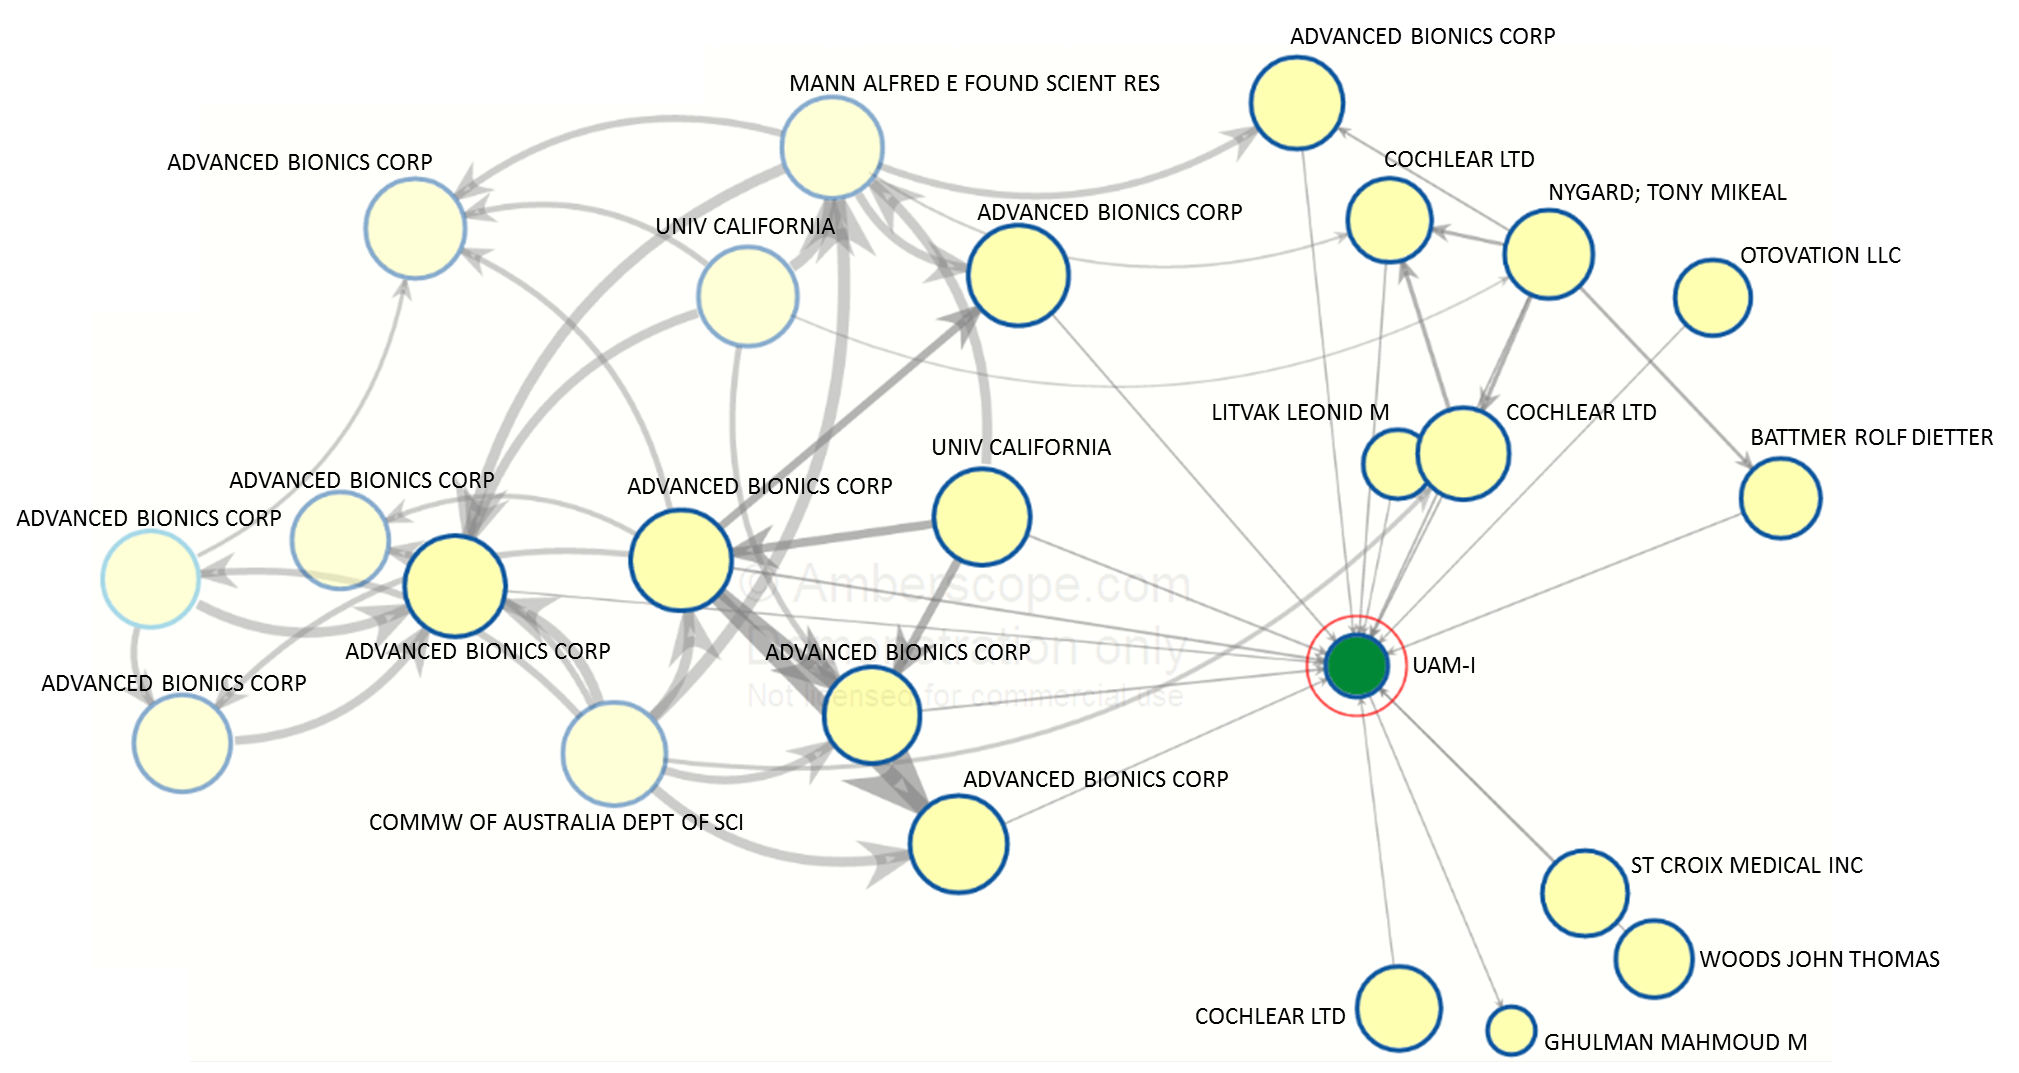 ADVANCED BIONICS CORP
MANN ALFRED E FOUND SCIENT RES
ADVANCED BIONICS CORP
COCHLEAR LTD
NYGARD; TONY MIKEAL
ADVANCED BIONICS CORP
UNIV CALIFORNIA
OTOVATION LLC
LITVAK LEONID M
COCHLEAR LTD
BATTMER ROLF DIETTER
UNIV CALIFORNIA
ADVANCED BIONICS CORP
ADVANCED BIONICS CORP
ADVANCED BIONICS CORP
© Amberscope.com
Demonstration only
Not licensed for commercial use
ADVANCED BIONICS CORP
ADVANCED BIONICS CORP
UAM-I
ADVANCED BIONICS CORP
ADVANCED BIONICS CORP
COMMW OF AUSTRALIA DEPT OF SCI
ST CROIX MEDICAL INC
WOODS JOHN THOMAS
COCHLEAR LTD
GHULMAN MAHMOUD M